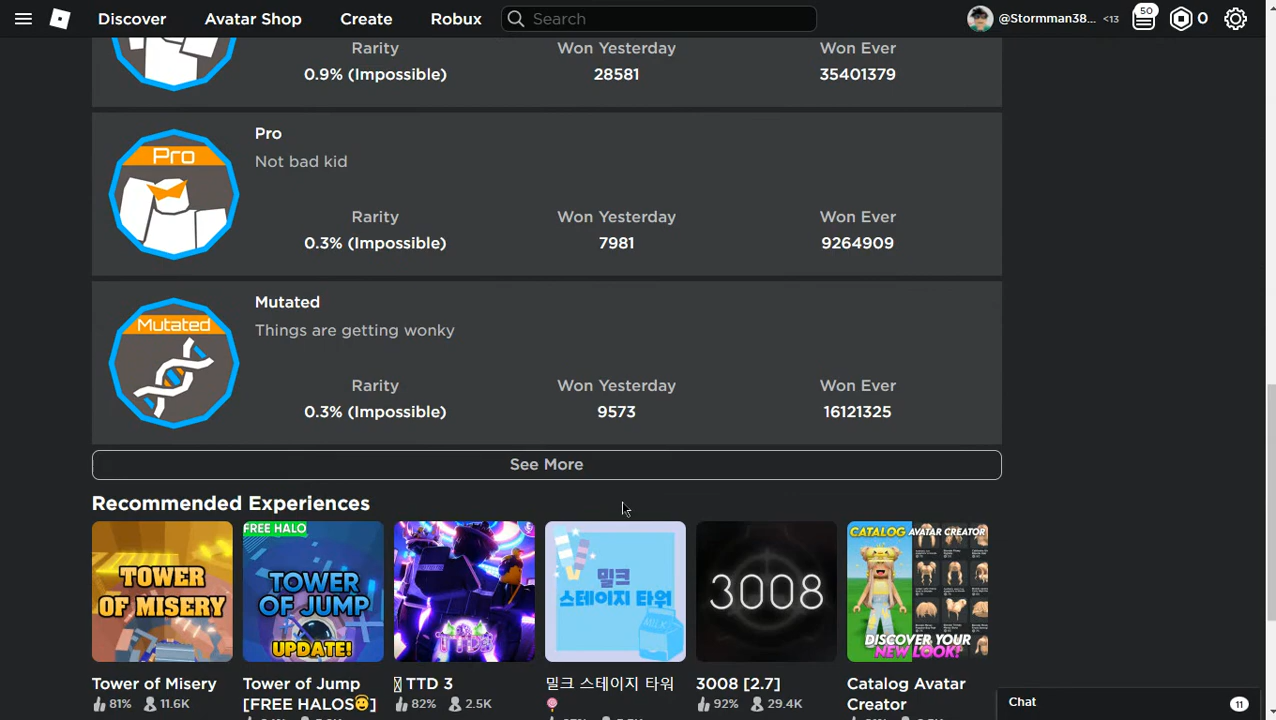 Discover Avatar Shop Create Robux Search @Stormman38... <13 50 0
Rarity Won Yesterday Won Ever
0.9% (Impossible) 28581 35401379
Pro
Pro
Not bad kid
Rarity Won Yesterday Won Ever
0.3% (Impossible) 7981 9264909
Mutated
Mutated
Things are getting wonky
Rarity Won Yesterday Won Ever
0.3% (Impossible) 9573 16121325
See More
Recommended Experiences
TOWER OF MISERY
FREE HALO
TOWER OF JUMP
UPDATE!
TTD3
밀크
스테이지 타워
MILK
3008
CATALOG AVATAR CREATOR
DISCOVER YOUR
NEW LOOK!
Tower of Misery
81% 11.6K
Tower of Jump
[FREE HALOS😀]
TTD 3
82% 2.5K
밀크 스테이지 타워
3008 [2.7]
92% 29.4K
Catalog Avatar
Creator
Chat 11